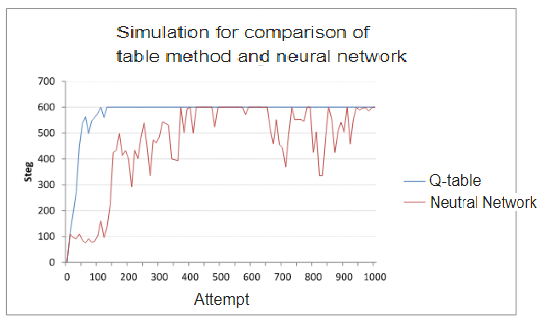 Simulation for comparison of
table method and neural network
700
600
500
400
300
200
100
0
Steg
0 100 200 300 400 500 600 700 800 900 1000
Attempt
Q-table
Neutral Network